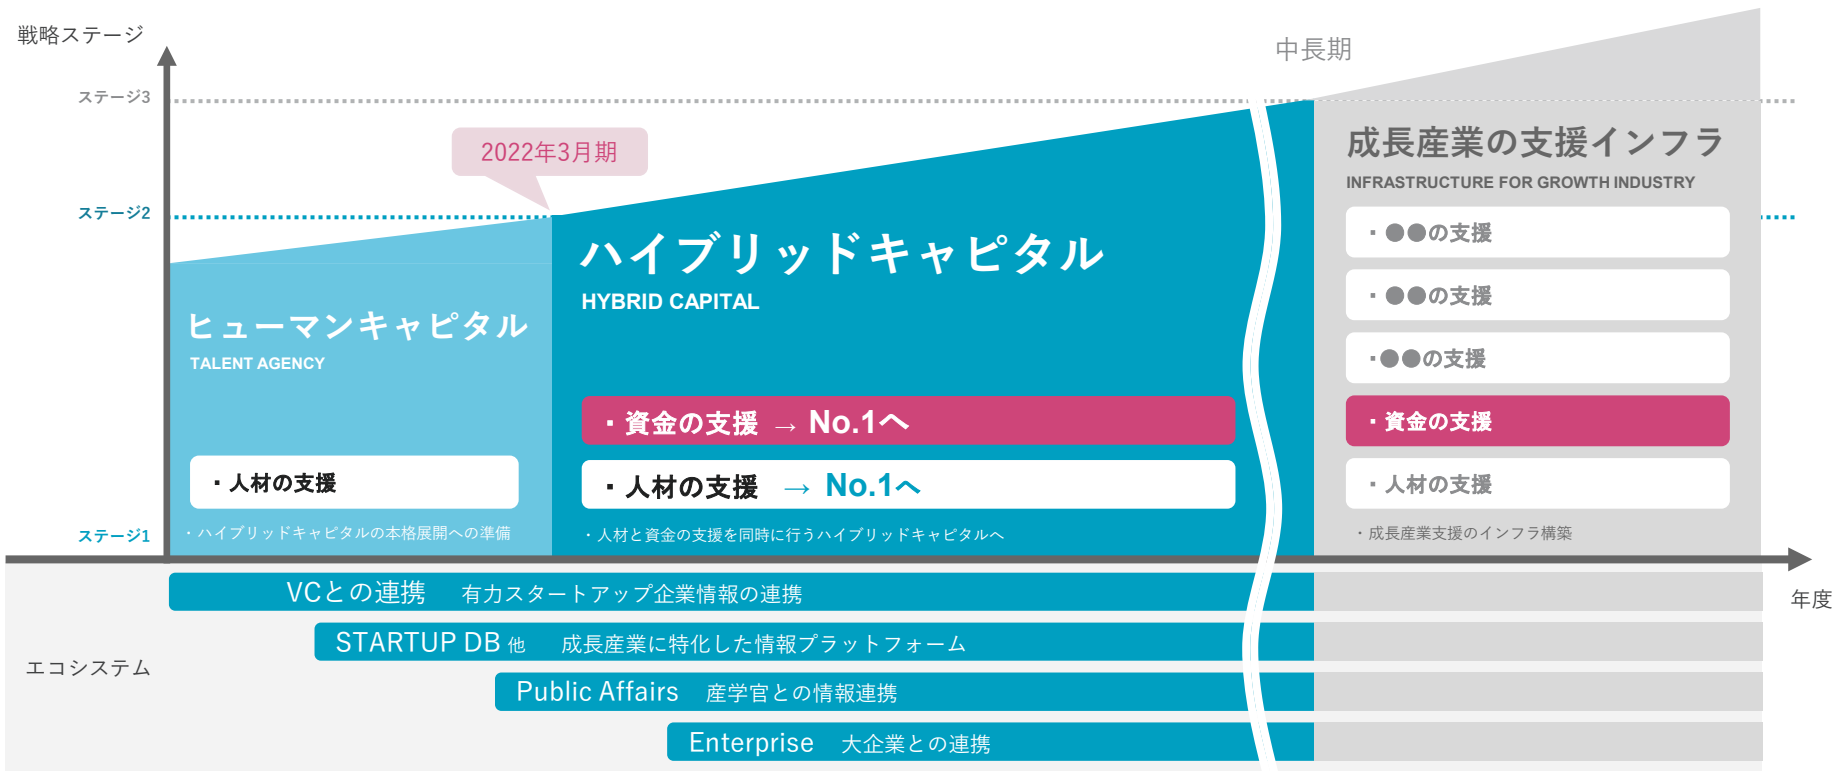 戦略ステージ
中長期
ステージ3
2022年3月期
ステージ2
ステージ1
ヒューマンキャピタル
TALENT AGENCY
・人材の支援
・ハイブリッドキャピタルの本格展開への準備
ハイブリッドキャピタル
HYBRID CAPITAL
・資金の支援 → No.1へ
・人材の支援 → No.1へ
・人材と資金の支援を同時に行うハイブリッドキャピタルへ
成長産業の支援インフラ
INFRASTRUCTURE FOR GROWTH INDUSTRY
・●●の支援
・●●の支援
・●●の支援
・資金の支援
・人材の支援
・成長産業支援のインフラ構築
年度
エコシステム
VCとの連携 有力スタートアップ企業情報の連携
STARTUP DB 他 成長産業に特化した情報プラットフォーム
Public Affairs 産学官との情報連携
Enterprise 大企業との連携